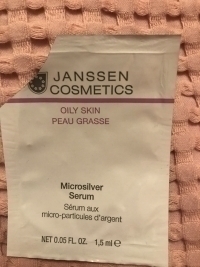 JANSSEN
COSMETICS
OILY SKIN
PEAU GRASSE
Microsilver
Serum
Sérum aux
micro-particules d'argent
NET 0.05 FL. OZ. 1,5 ml ℮